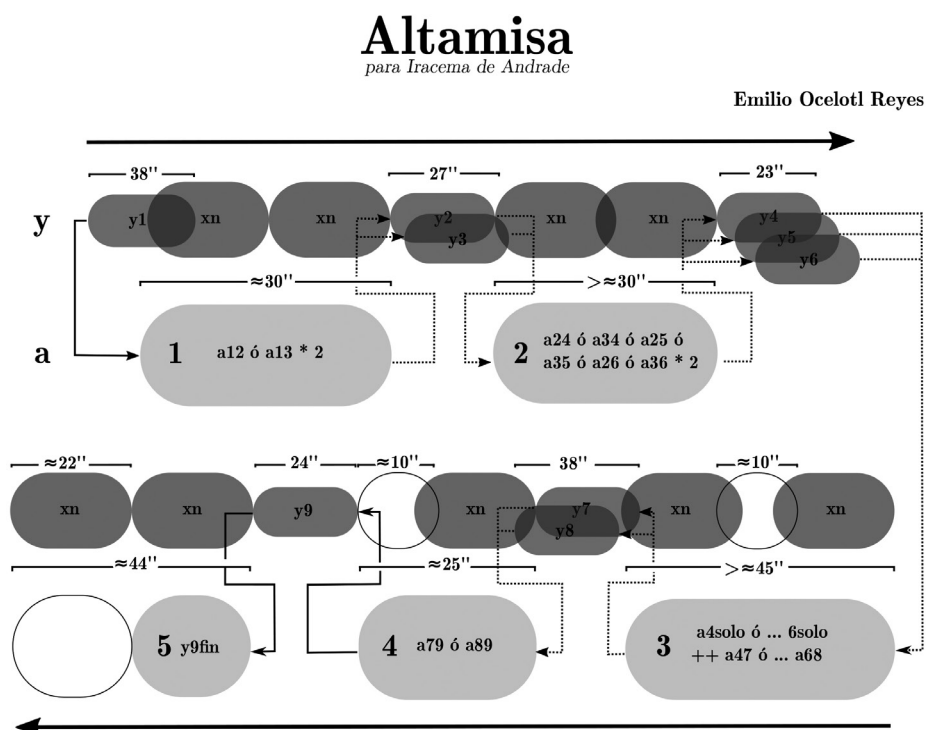 Altamisa
para Iracema de Andrade
Emilio Ocelotl Reyes
38" 27" 23"
y y1 xn xn y2 xn xn y4
y3 y5
y6
≈30" >≈30"
a 1 a12 ó a13 * 2 2 a24 ó a34 ó a25 ó
a35 ó a26 ó a36 * 2
≈22" 24" ≈10" 38" ≈10"
xn xn y9 xn y7 xn xn
y8
≈44" ≈25" >≈45"
5 y9fin 4 a79 ó a89 3 a4solo ó ... 6solo
++ a47 ó ... a68